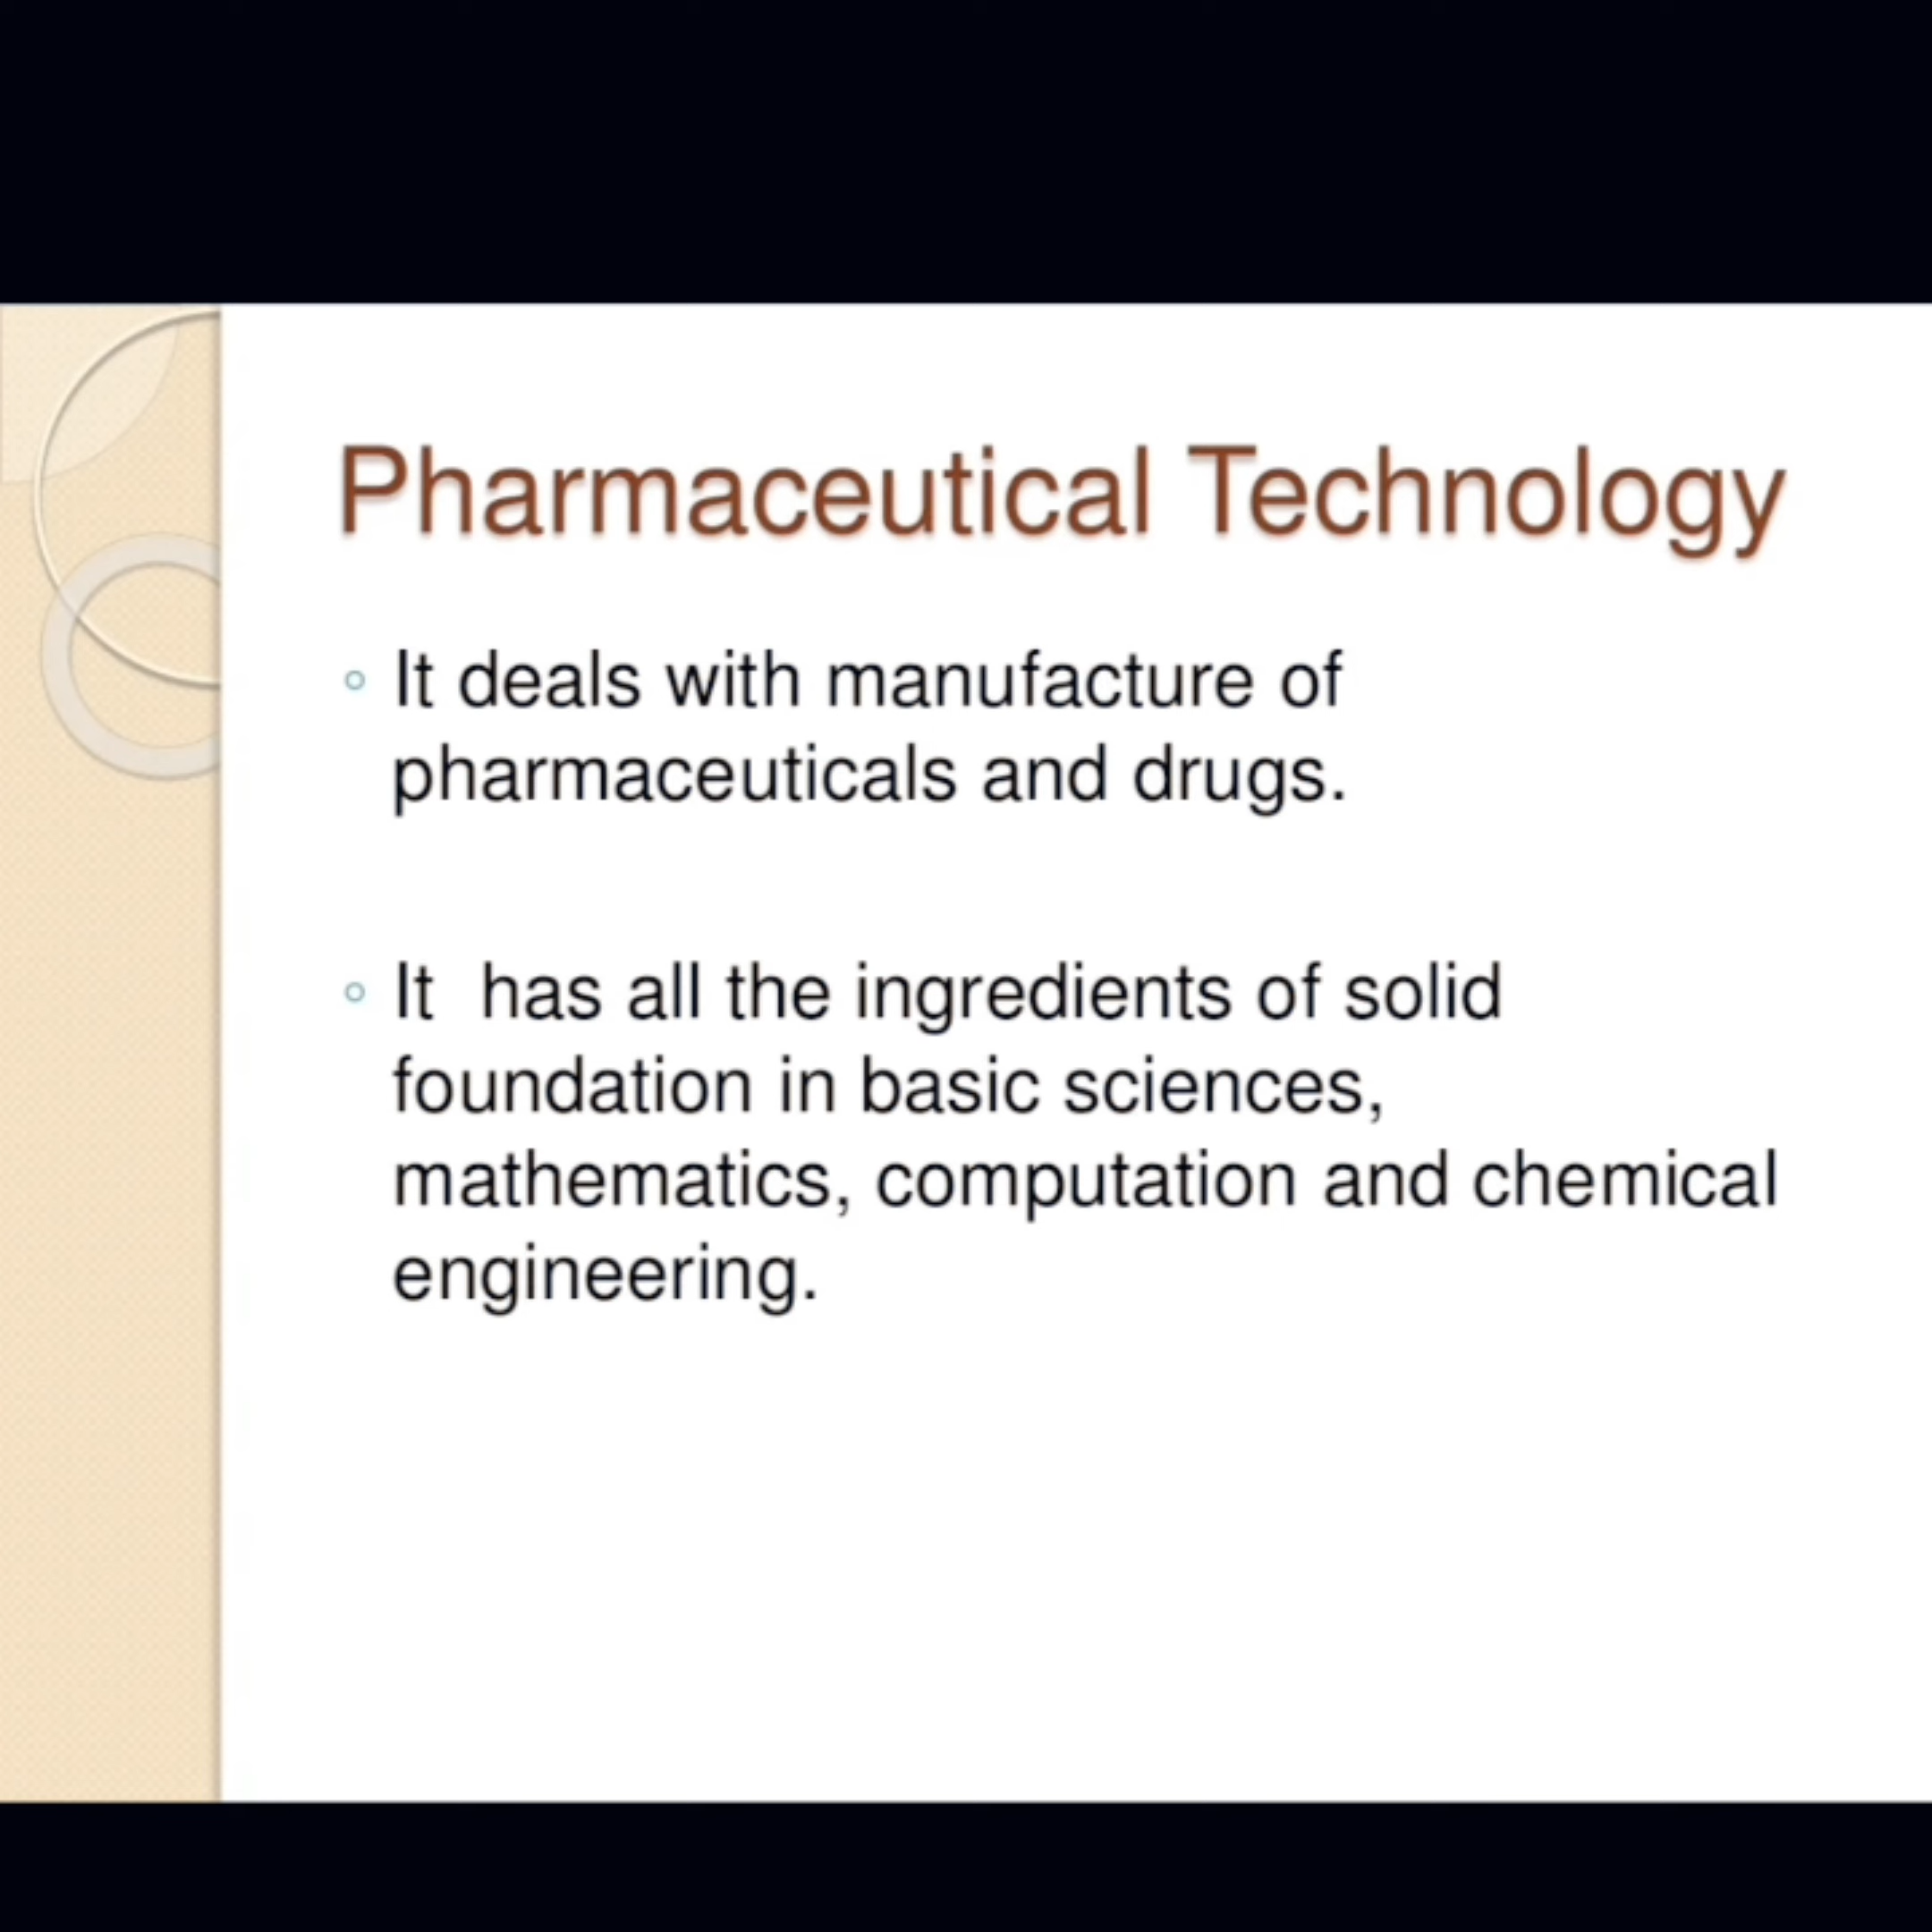 Pharmaceutical Technology
It deals with manufacture of
pharmaceuticals and drugs.
It  has all the ingredients of solid
foundation in basic sciences,
mathematics, computation and chemical
engineering.